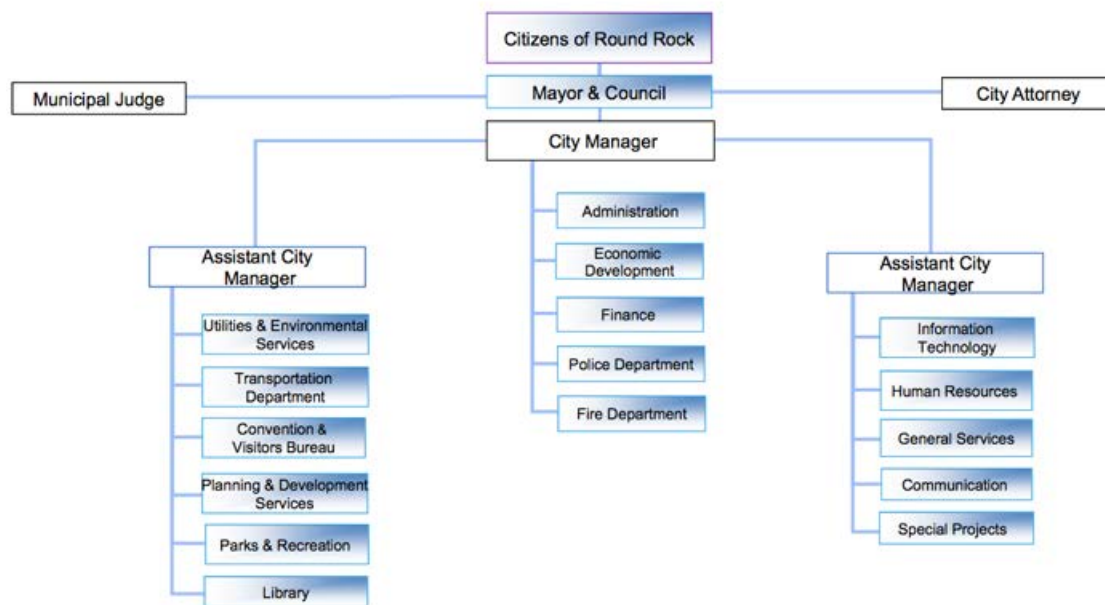 Citizens of Round Rock
Municipal Judge
Mayor & Council
City Attorney
City Manager
Administration
Economic
Development
Finance
Police Department
Fire Department
Assistant City
Manager
Utilities & Environmental
Services
Transportation
Department
Convention &
Visitors Bureau
Planning & Development
Services
Parks & Recreation
Library
Assistant City
Manager
Information
Technology
Human Resources
General Services
Communication
Special Projects